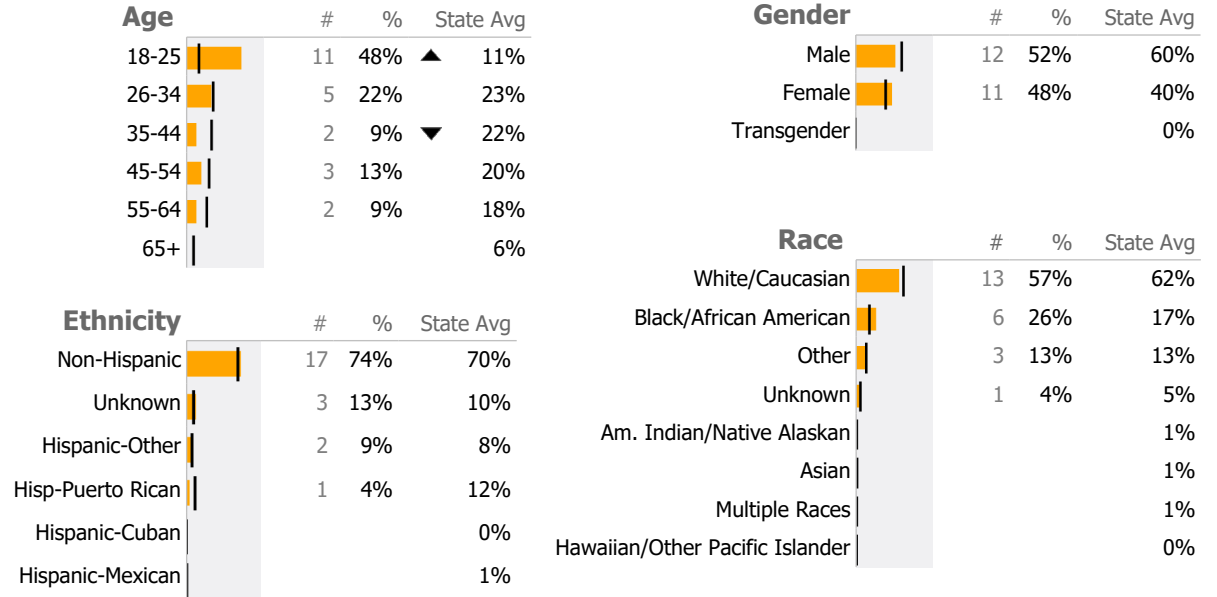 Age # % State Avg
18-25 11 48% ▲ 11%
26-34 5 22% 23%
35-44 2 9% ▼ 22%
45-54 3 13% 20%
55-64 2 9% 18%
65+ 6%
Ethnicity # % State Avg
Non-Hispanic 17 74% 70%
Unknown 3 13% 10%
Hispanic-Other 2 9% 8%
Hisp-Puerto Rican 1 4% 12%
Hispanic-Cuban 0%
Hispanic-Mexican 1%
Gender # % State Avg
Male 12 52% 60%
Female 11 48% 40%
Transgender 0%
Race # % State Avg
White/Caucasian 13 57% 62%
Black/African American 6 26% 17%
Other 3 13% 13%
Unknown 1 4% 5%
Am. Indian/Native Alaskan 1%
Asian 1%
Multiple Races 1%
Hawaiian/Other Pacific Islander 0%